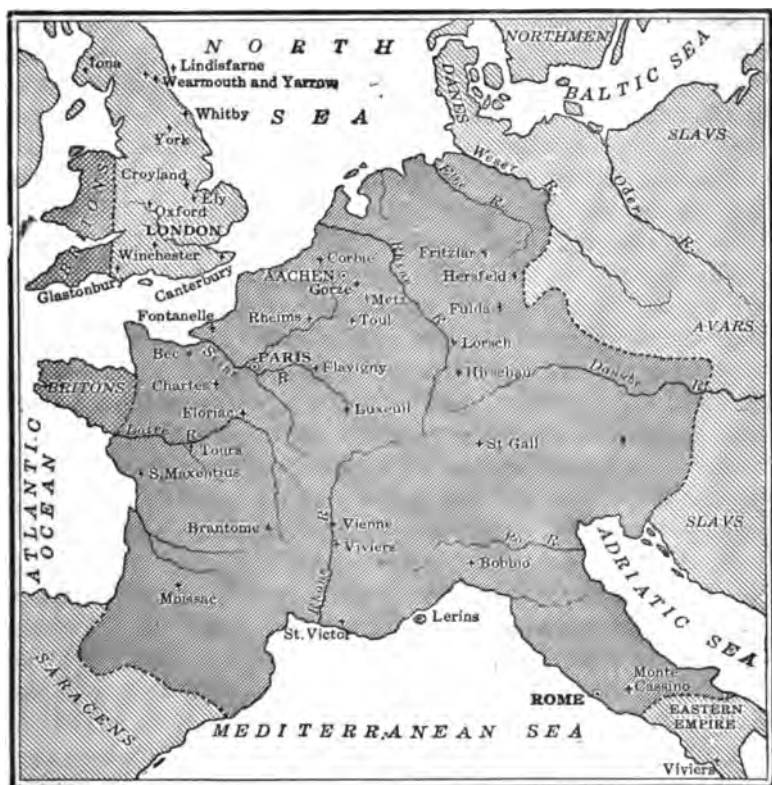 NORTH
SEA
NORTHMEN
BALTIC SEA
DANES
SLAVS
Iona
Lindisfarne
Wearmouth and Yarrow
Whitby
York
Croyland
Ely
Oxford
LONDON
Winchester
Glastonbury
Canterbury
Weser R.
Elbe R.
Oder R.
Corbie
AACHEN
Gorze
Metz
Fritzlar
Hersfeld
Fulda
AVARS
Fontanelle
Rheims
Toul
Lorsch
Bec
PARIS
R.
Flavigny
Hirschau
Danube R.
BRITONS
Chartes
Floriac
Luxeuil
Loire R.
Tours
St. Gall
ATLANTIC
OCEAN
S. Maxentius
Brantome
Vienne
Viviers
Rhone R.
Po R.
Bobbio
SLAVS
ADRIATIC SEA
Moissac
St. Victor
Lerins
SARACENS
Monte
Cassino
ROME
EASTERN
EMPIRE
MEDITERRANEAN SEA
Viviers